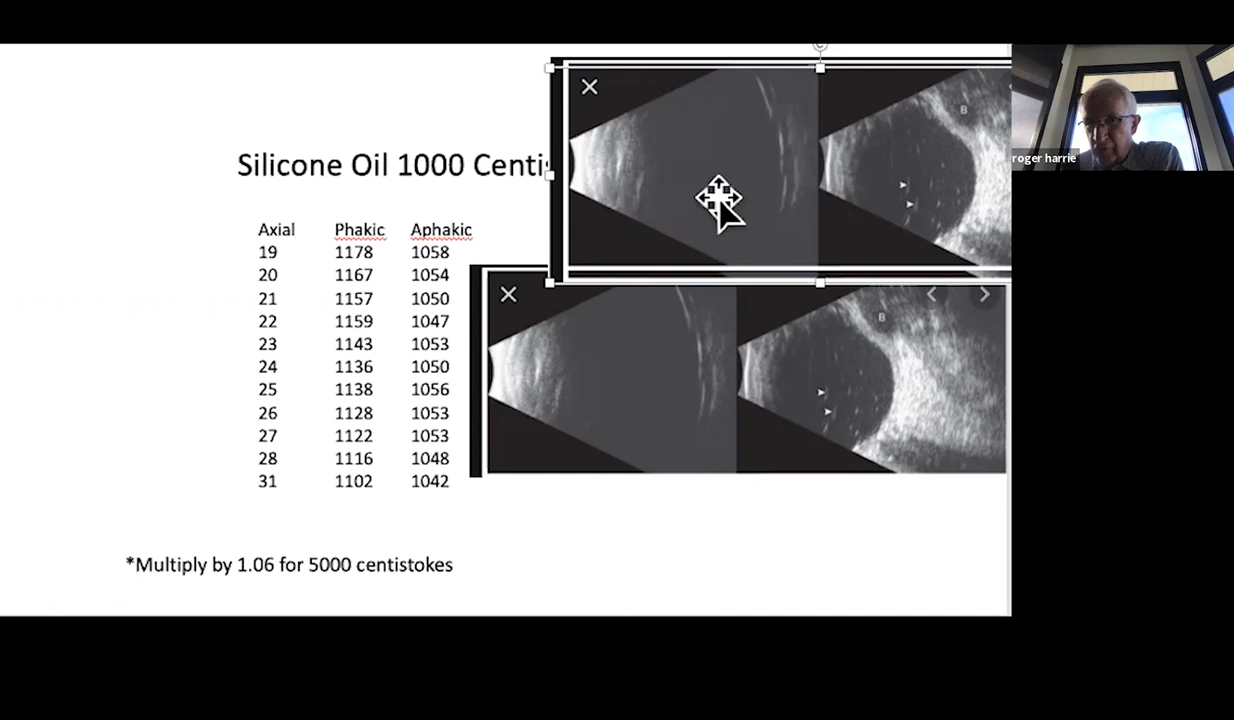 Silicone Oil 1000 Centis
Axial Phakic Aphakic
19 1178 1058
20 1167 1054
21 1157 1050
22 1159 1047
23 1143 1053
24 1136 1050
25 1138 1056
26 1128 1053
27 1122 1053
28 1116 1048
31 1102 1042
*Multiply by 1.06 for 5000 centistokes
B
B
roger harrie